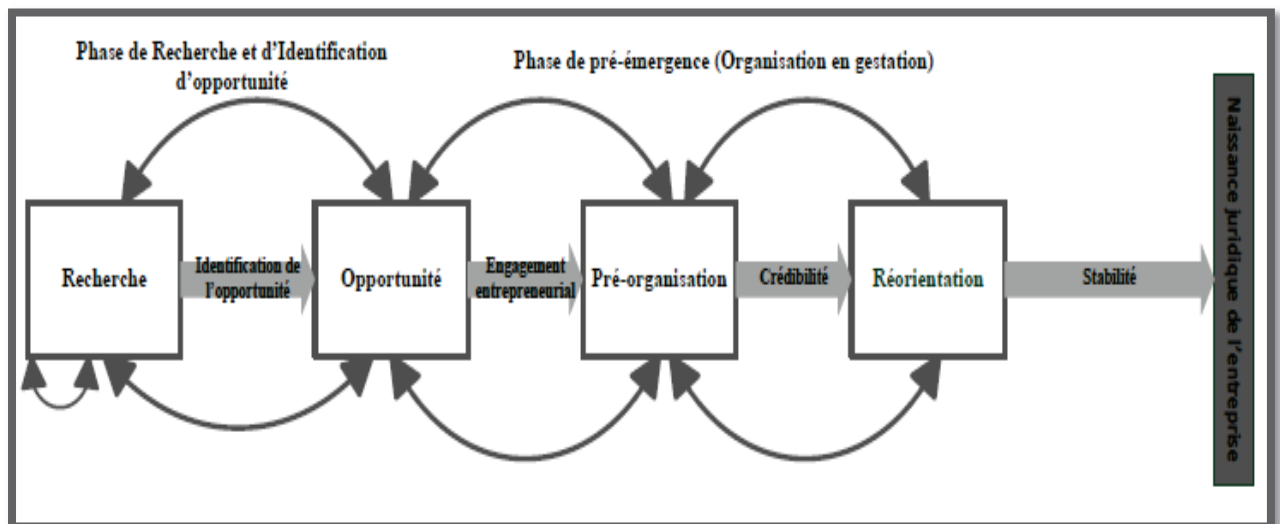 Phase de Recherche et d'Identification
d'opportunité
Phase de pré-émergence (Organisation en gestation)
Recherche
Identification de
l'opportunité
Opportunité
Engagement
entrepreneurial
Pré-organisation
Crédibilité
Réorientation
Stabilité
Naissance juridique de l'entreprise